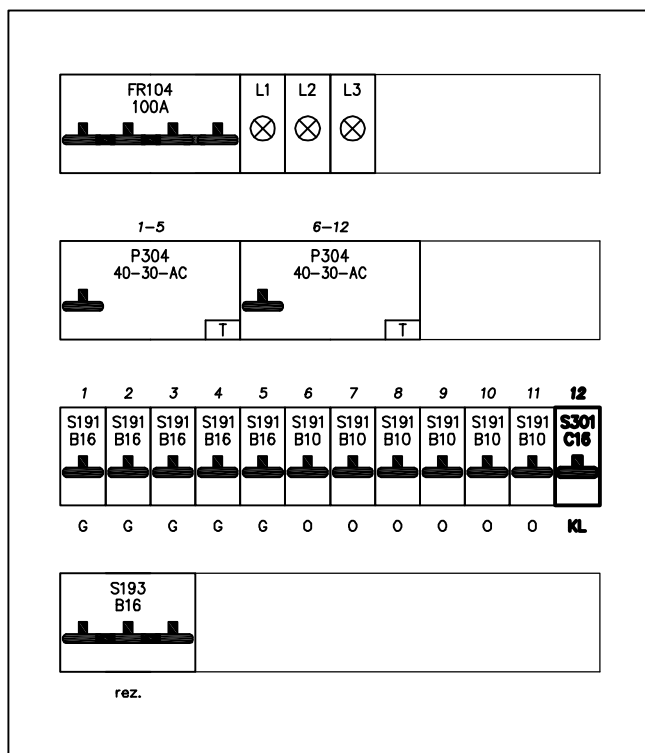 FR104 L1 L2 L3
100A
1-5 6-12
P304 P304
40-30-AC 40-30-AC
T T
1 2 3 4 5 6 7 8 9 10 11 12
S191 S191 S191 S191 S191 S191 S191 S191 S191 S191 S191 S301
B16 B16 B16 B16 B16 B10 B10 B10 B10 B10 B10 C16
G G G G G O O O O O O KL
S193
B16
rez.